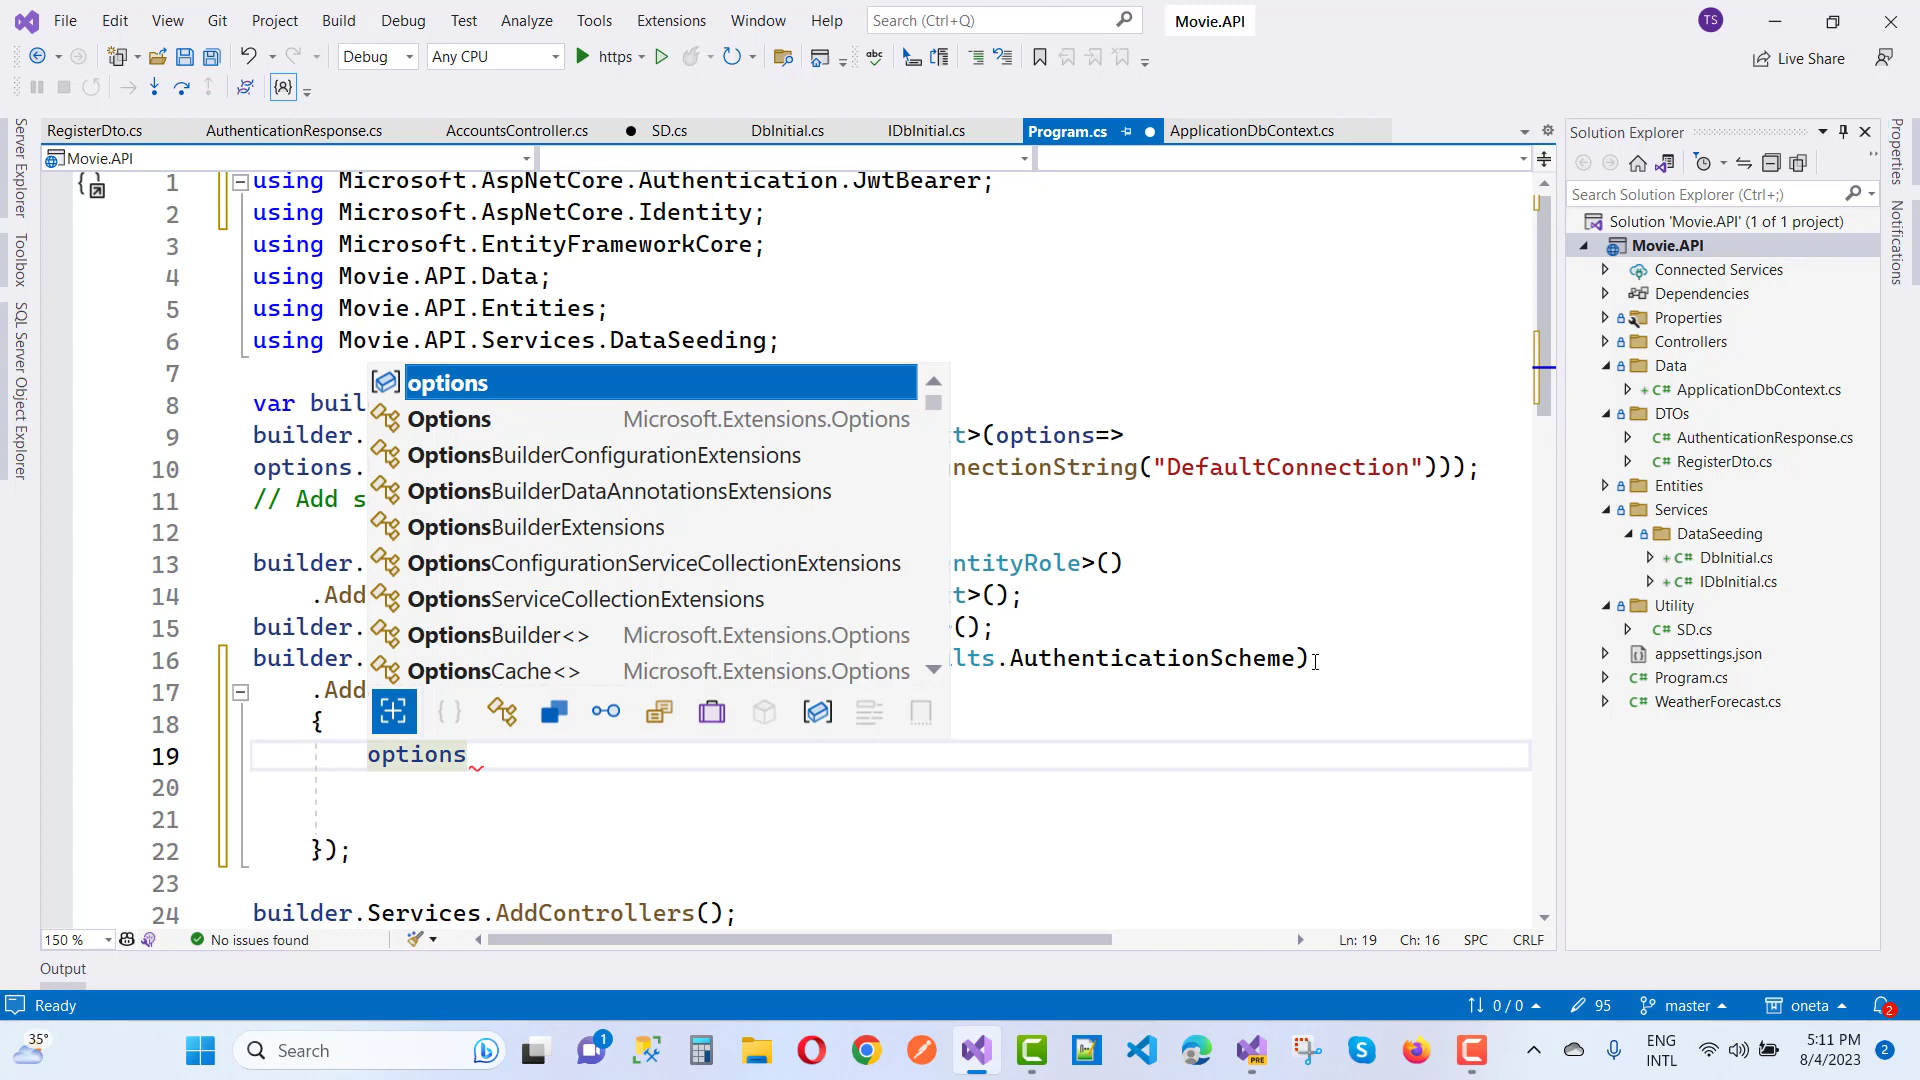 File Edit View Git Project Build Debug Test Analyze Tools Extensions Window Help Search (Ctrl+Q) Movie.API TS
Debug Any CPU https Live Share
RegisterDto.cs AuthenticationResponse.cs AccountsController.cs SD.cs DbInitial.cs IDbInitial.cs Program.cs ApplicationDbContext.cs
Movie.API
Server Explorer
Toolbox
SQL Server Object Explorer
1 using Microsoft.AspNetCore.Authentication.JwtBearer;
2 using Microsoft.AspNetCore.Identity;
3 using Microsoft.EntityFrameworkCore;
4 using Movie.API.Data;
5 using Movie.API.Entities;
6 using Movie.API.Services.DataSeeding;
7
8 var buil
9 builder. t>(options=>
10 options. nnectionString("DefaultConnection")));
11 // Add s
12
13 builder. entityRole>()
14 .Add t>();
15 builder. ();
16 builder. lts.AuthenticationScheme)
17 .Add
18 {
19 options
20
21
22 });
23
24 builder.Services.AddControllers();
options
Options Microsoft.Extensions.Options
OptionsBuilderConfigurationExtensions
OptionsBuilderDataAnnotationsExtensions
OptionsBuilderExtensions
OptionsConfigurationServiceCollectionExtensions
OptionsServiceCollectionExtensions
OptionsBuilder<> Microsoft.Extensions.Options
OptionsCache<> Microsoft.Extensions.Options
150 % No issues found Ln: 19 Ch: 16 SPC CRLF
Output
Solution Explorer
Search Solution Explorer (Ctrl+;)
Solution 'Movie.API' (1 of 1 project)
Movie.API
Connected Services
Dependencies
Properties
Controllers
Data
ApplicationDbContext.cs
DTOs
AuthenticationResponse.cs
RegisterDto.cs
Entities
Services
DataSeeding
DbInitial.cs
IDbInitial.cs
Utility
SD.cs
appsettings.json
Program.cs
WeatherForecast.cs
Properties
Notifications
Ready 0 / 0 95 master oneta 2
35° Search 1 PRE ENG INTL 5:11 PM 8/4/2023 2